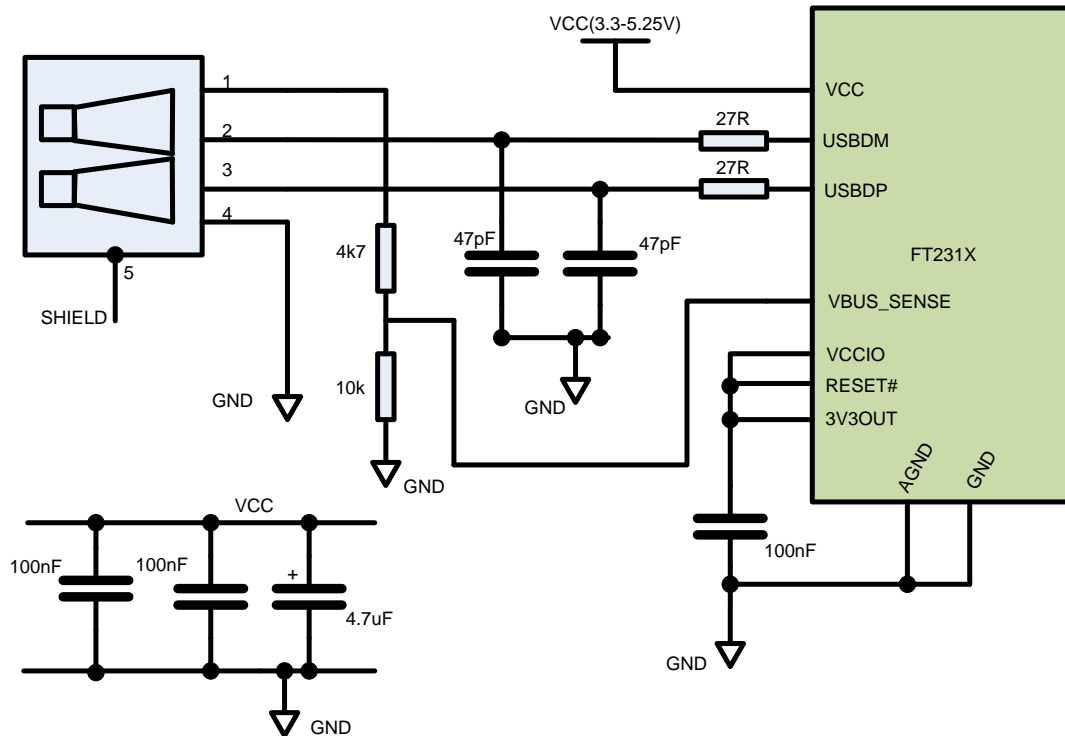 VCC(3.3-5.25V)
1
VCC
27R
2
USBDM
27R
3
USBDP
4
4k7
47pF
47pF
FT231X
5
SHIELD
VBUS_SENSE
VCCIO
10k
RESET#
GND
GND
3V3OUT
GND
AGND
GND
VCC
100nF
100nF
100nF
+
4.7uF
GND
GND